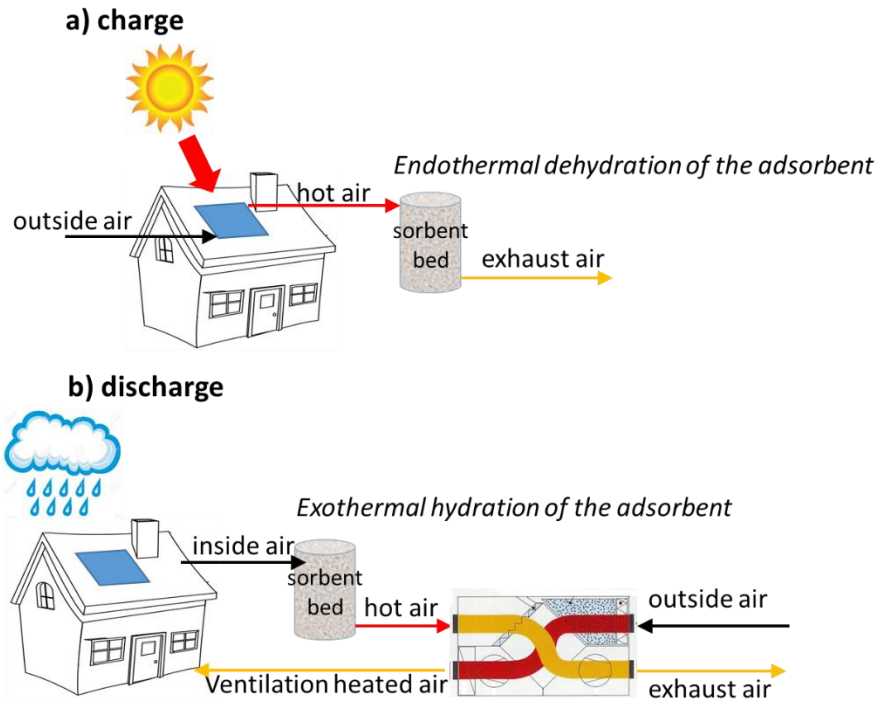 a) charge
Endothermal dehydration of the adsorbent
hot air
outside air
sorbent
bed
exhaust air
b) discharge
Exothermal hydration of the adsorbent
inside air
sorbent
bed
hot air
outside air
Ventilation heated air
exhaust air